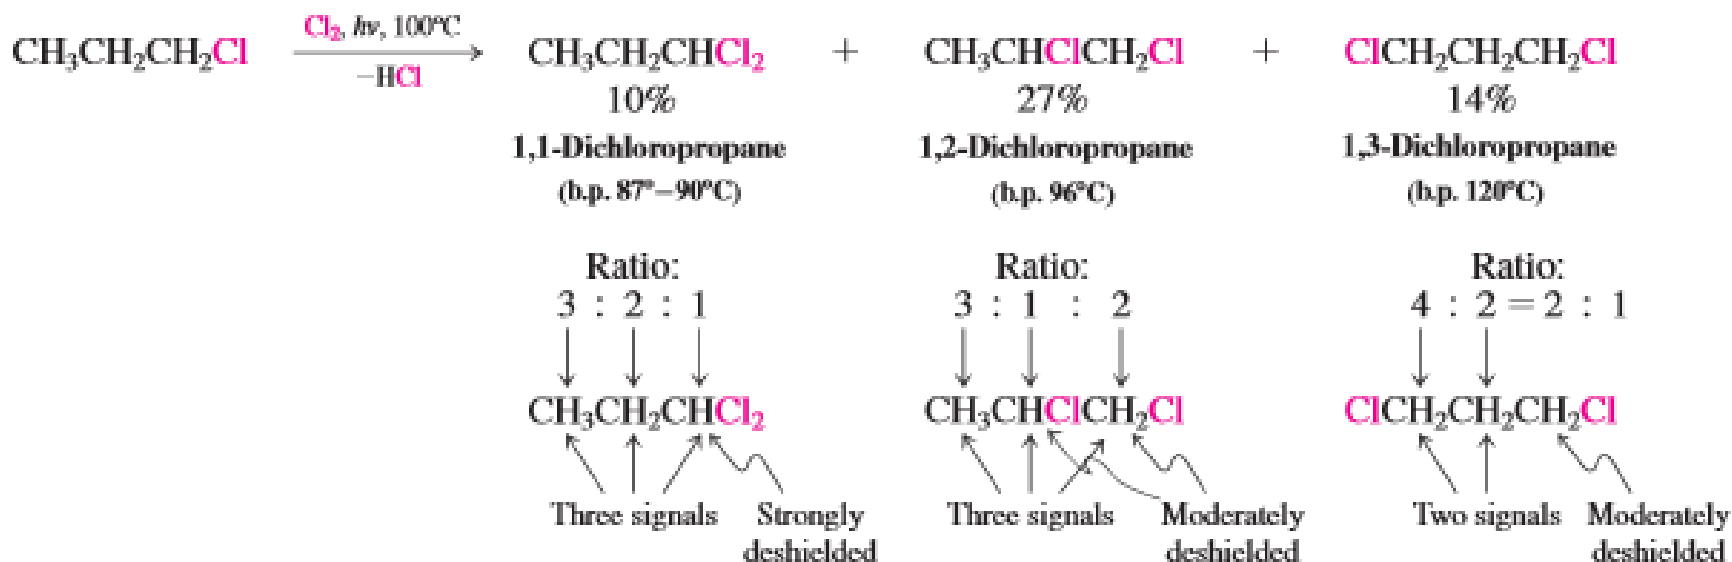 CH₃CH₂CH₂Cl Cl₂, hν, 100°C −HCl CH₃CH₂CHCl₂ + CH₃CHClCH₂Cl + ClCH₂CH₂CH₂Cl
10% 27% 14%
1,1-Dichloropropane 1,2-Dichloropropane 1,3-Dichloropropane
(b.p. 87°–90°C) (b.p. 96°C) (b.p. 120°C)
Ratio: Ratio: Ratio:
3 : 2 : 1 3 : 1 : 2 4 : 2 = 2 : 1
CH₃CH₂CHCl₂ CH₃CHClCH₂Cl ClCH₂CH₂CH₂Cl
Three signals Strongly Three signals Moderately Two signals Moderately
deshielded deshielded deshielded